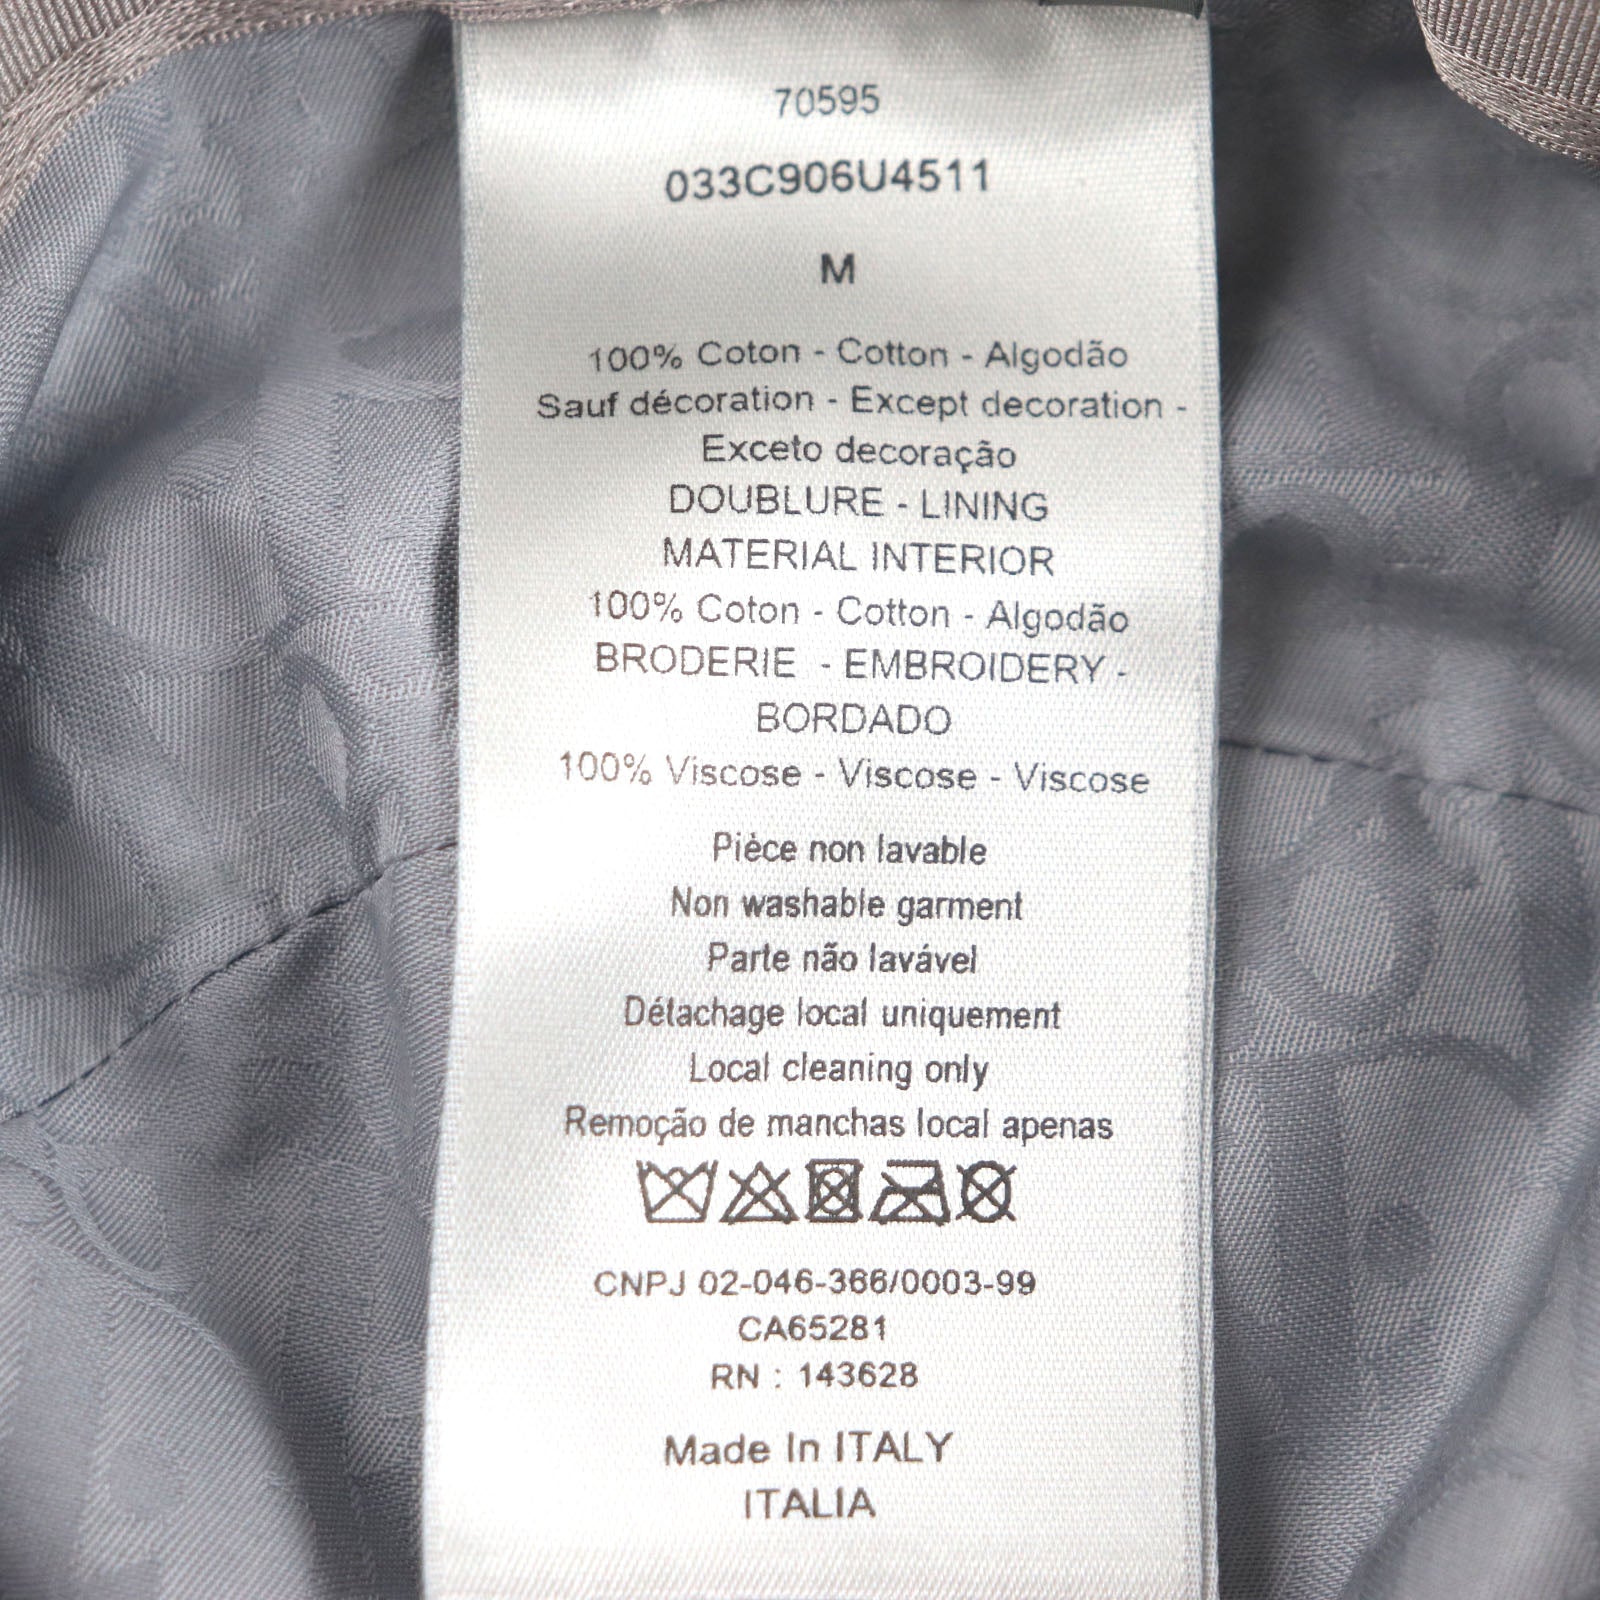 70595
033C906U4511
M
100% Coton - Cotton - Algodão
Sauf décoration - Except decoration -
Exceto decoração
DOUBLURE - LINING
MATERIAL INTERIOR
100% Coton - Cotton - Algodão
BRODERIE - EMBROIDERY -
BORDADO
100% Viscose - Viscose - Viscose
Pièce non lavable
Non washable garment
Parte não lavável
Détachage local uniquement
Local cleaning only
Remoção de manchas local apenas
CNPJ 02-046-366/0003-99
CA65281
RN : 143628
Made In ITALY
ITALIA